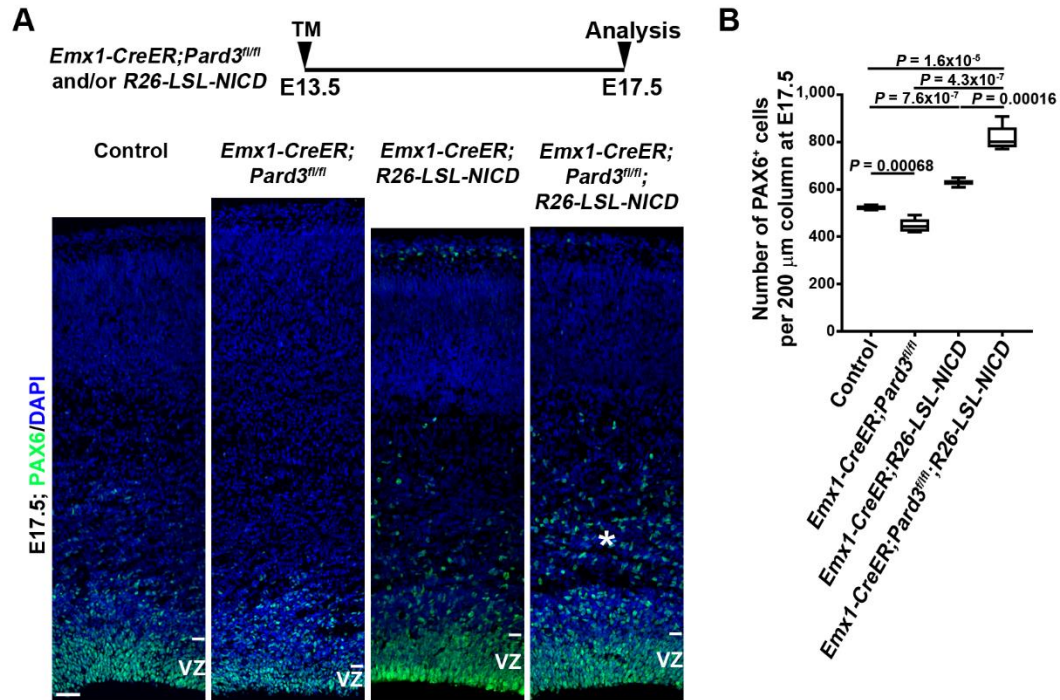 A
TM
Analysis
Emx1-CreER;Pard3fl/fl
and/or R26-LSL-NICD
E13.5
E17.5
Control
Emx1-CreER;
Pard3fl/fl
Emx1-CreER;
R26-LSL-NICD
Emx1-CreER;
Pard3fl/fl;
R26-LSL-NICD
E17.5; PAX6/DAPI
*
VZ
VZ
VZ
VZ
B
P = 1.6x10-5
P = 4.3x10-7
P = 7.6x10-7
P = 0.00016
P = 0.00068
Number of PAX6+ cells
per 200 μm column at E17.5
1,000
800
600
400
200
0
Control
Emx1-CreER;Pard3fl/fl
Emx1-CreER;R26-LSL-NICD
Emx1-CreER;Pard3fl/fl;R26-LSL-NICD